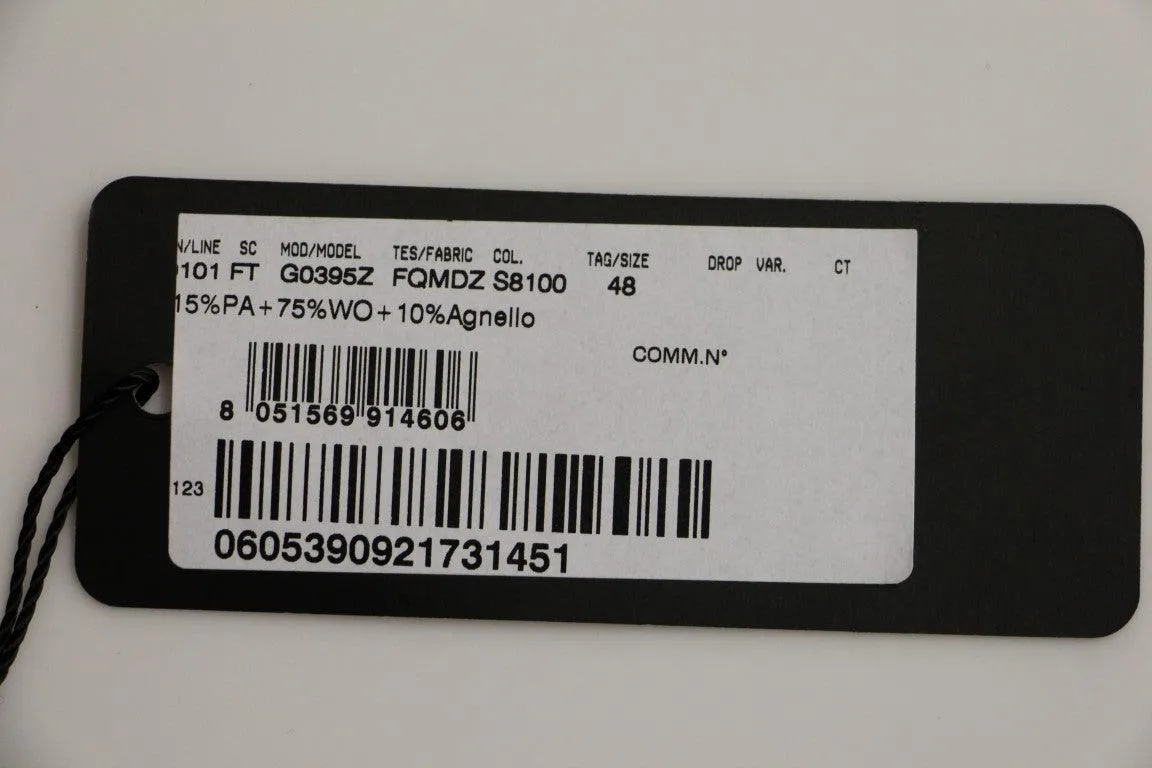 N/LINE SC MOD/MODEL TES/FABRIC COL. TAG/SIZE DROP VAR. CT
101 FT G0395Z FQMDZ S8100 48
15%PA+75%WO+10%Agnello
COMM.N°
8 051569 914606
123
0605390921731451